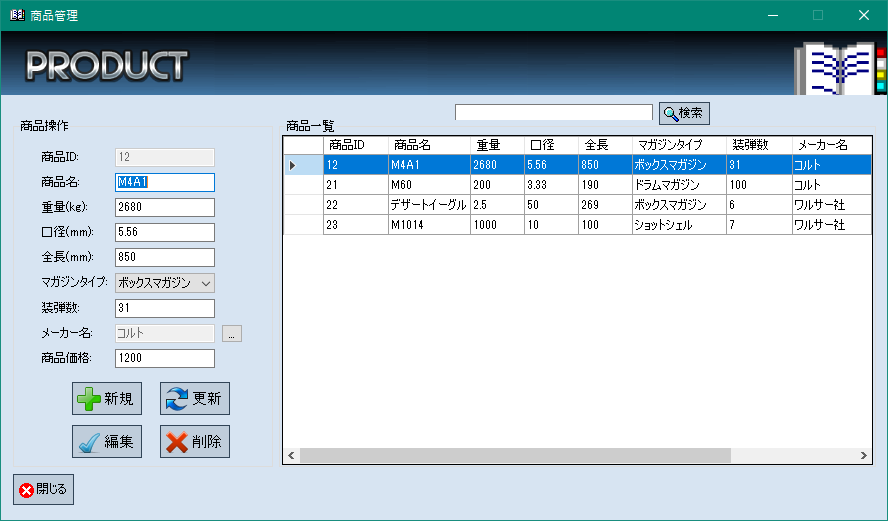 商品管理
PRODUCT
検索
商品操作
商品ID: 12
商品名: M4A1
重量(kg): 2680
口径(mm): 5.56
全長(mm): 850
マガジンタイプ: ボックスマガジン
装弾数: 31
メーカー名: コルト ...
商品価格: 1200
新規 更新
編集 削除
商品一覧
商品ID 商品名 重量 口径 全長 マガジンタイプ 装弾数 メーカー名
12 M4A1 2680 5.56 850 ボックスマガジン 31 コルト
21 M60 200 3.33 190 ドラムマガジン 100 コルト
22 デザートイーグル 2.5 50 269 ボックスマガジン 6 ワルサー社
23 M1014 1000 10 100 ショットシェル 7 ワルサー社
閉じる